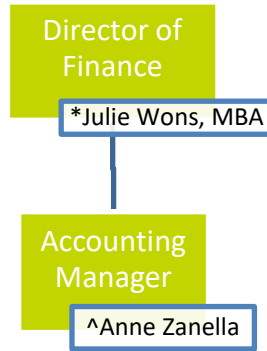 Director of
Finance
*Julie Wons, MBA
Accounting
Manager
^Anne Zanella